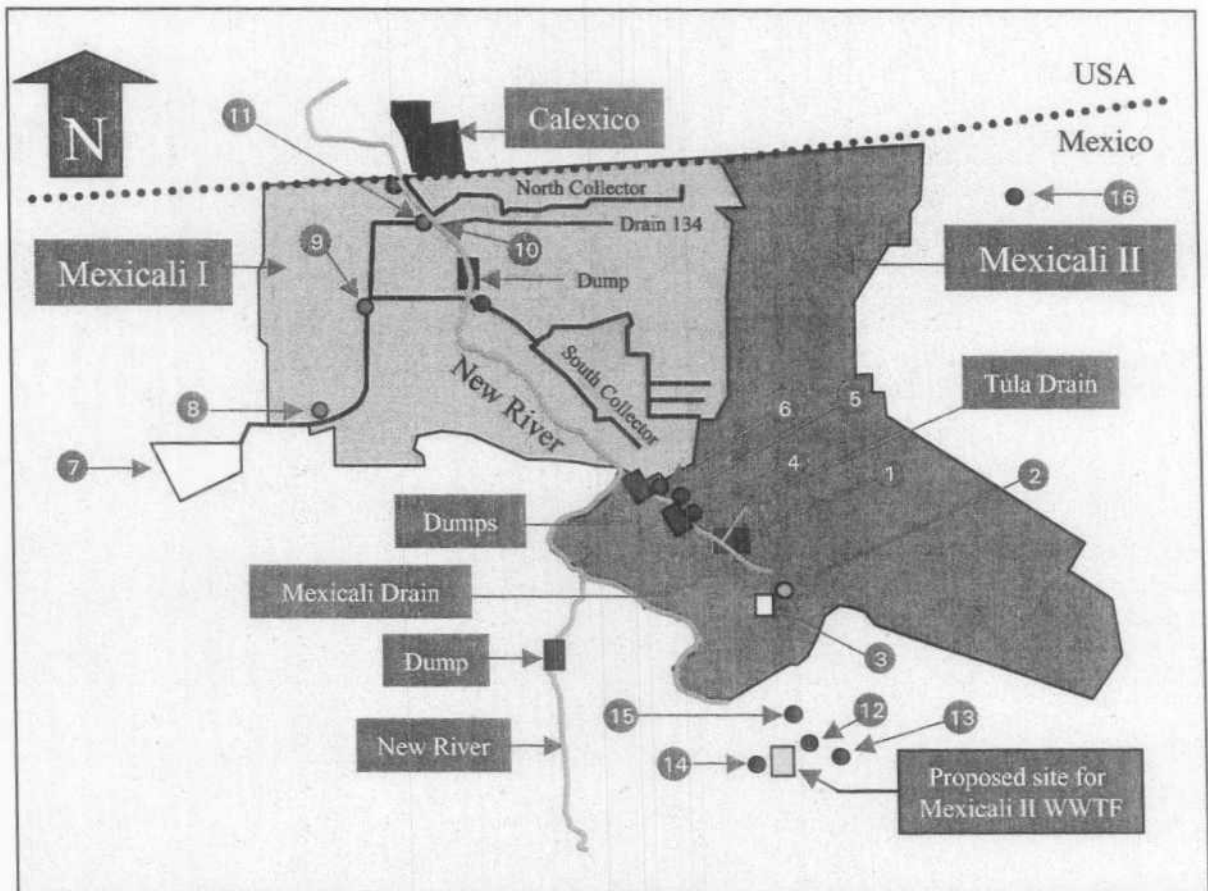 USA
N
11
Calexico
Mexico
North Collector
16
Drain 134
9
10
Mexicali I
Mexicali II
Dump
Tula Drain
South Collector
New River
8
6
5
7
4
1
2
Dumps
Mexicali Drain
Dump
3
15
12
13
New River
14
Proposed site for
Mexicali II WWTF